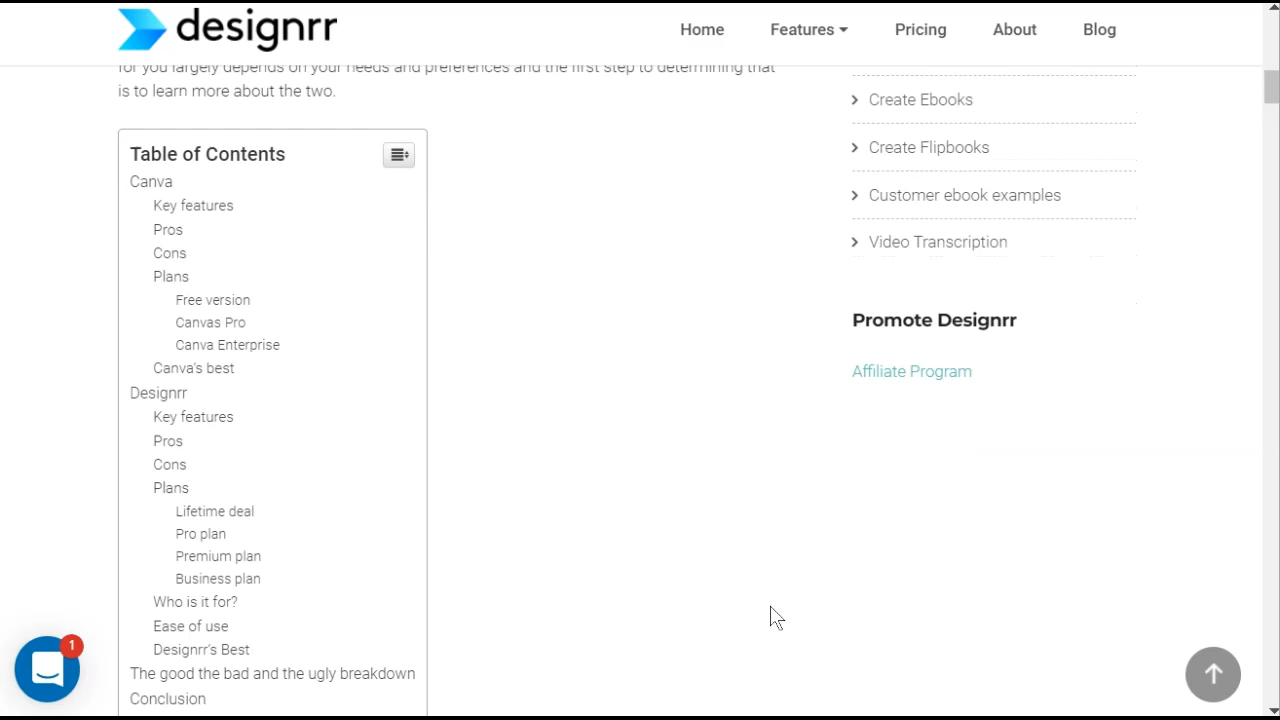 designrr
Home
Features
Pricing
About
Blog
for you largely depends on your needs and preferences and the first step to determining that
is to learn more about the two.
Table of Contents
Canva
Key features
Pros
Cons
Plans
Free version
Canvas Pro
Canva Enterprise
Canva's best
Designrr
Key features
Pros
Cons
Plans
Lifetime deal
Pro plan
Premium plan
Business plan
Who is it for?
Ease of use
Designrr's Best
The good the bad and the ugly breakdown
Conclusion
Create Ebooks
Create Flipbooks
Customer ebook examples
Video Transcription
Promote Designrr
Affiliate Program
1